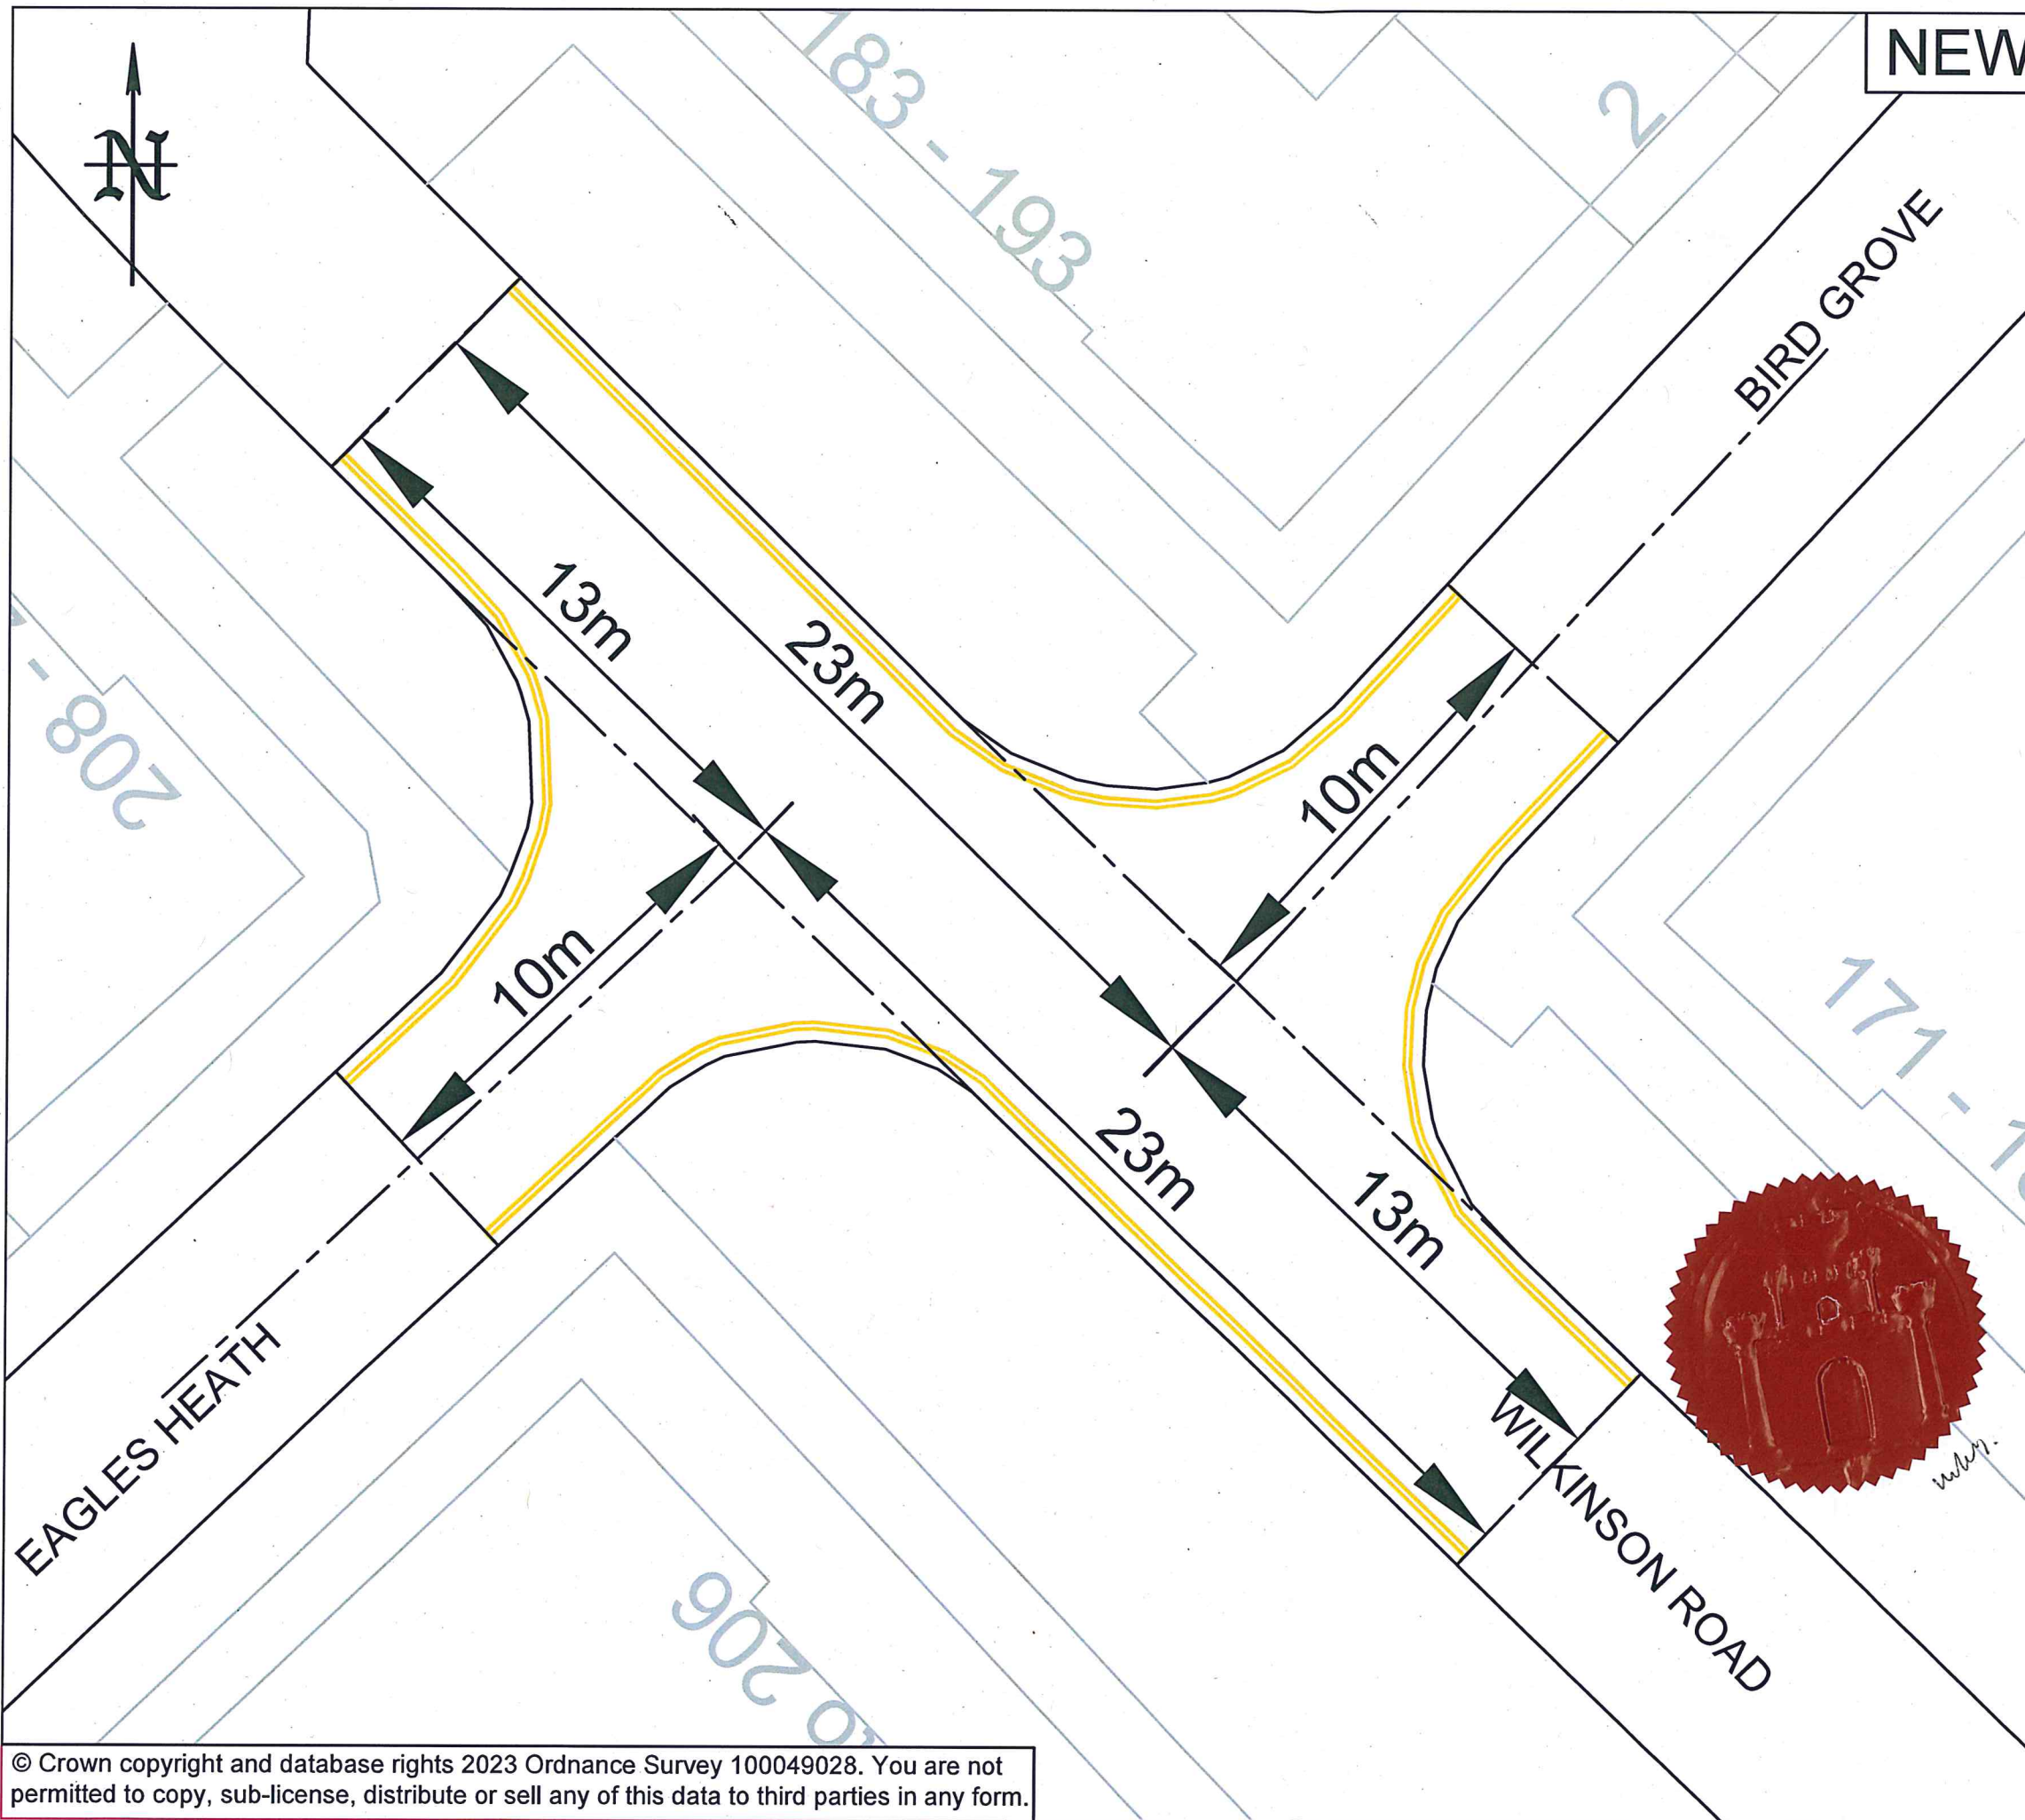 NEW
N
183 - 193
2
BIRD GROVE
13m
23m
10m
208 -
10m
171 - 1
23m
13m
WILKINSON ROAD
EAGLES HEATH
206
© Crown copyright and database rights 2023 Ordnance Survey 100049028. You are not
permitted to copy, sub-license, distribute or sell any of this data to third parties in any form.